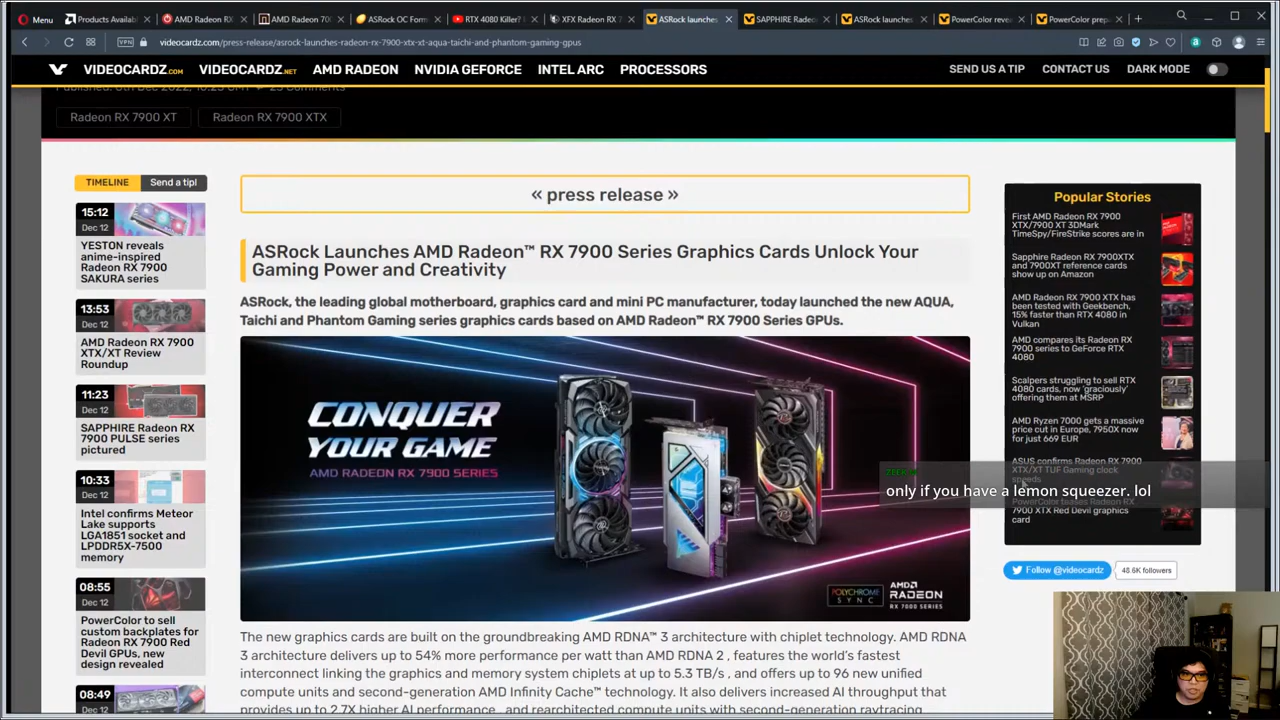 Menu
Products Availabl
AMD Radeon RX
AMD Radeon 70
ASRock OC Form
RTX 4080 Killer?
XFX Radeon RX 7
ASRock launches
SAPPHIRE Radeo
ASRock launches
PowerColor reve
PowerColor prep
VPN
videocardz.com/press-release/asrock-launches-radeon-rx-7900-xtx-xt-aqua-taichi-and-phantom-gaming-gpus
VIDEOCARDZ.COM
VIDEOCARDZ.NET
AMD RADEON
NVIDIA GEFORCE
INTEL ARC
PROCESSORS
SEND US A TIP
CONTACT US
DARK MODE
Radeon RX 7900 XT
Radeon RX 7900 XTX
TIMELINE
Send a tip!
15:12
Dec 12
YESTON reveals
anime-inspired
Radeon RX 7900
SAKURA series
13:53
Dec 12
AMD Radeon RX 7900
XTX/XT Review
Roundup
11:23
Dec 12
SAPPHIRE Radeon RX
7900 PULSE series
pictured
10:33
Dec 12
Intel confirms Meteor
Lake supports
LGA1851 socket and
LPDDR5X-7500
memory
08:55
Dec 12
PowerColor to sell
custom backplates for
Radeon RX 7900 Red
Devil GPUs, new
design revealed
08:49
Dec 12
« press release »
ASRock Launches AMD Radeon™ RX 7900 Series Graphics Cards Unlock Your
Gaming Power and Creativity
ASRock, the leading global motherboard, graphics card and mini PC manufacturer, today launched the new AQUA,
Taichi and Phantom Gaming series graphics cards based on AMD Radeon™ RX 7900 Series GPUs.
CONQUER
YOUR GAME
AMD RADEON RX 7900 SERIES
POLYCHROME
SYNC
AMD
RADEON
RX 7000 SERIES
The new graphics cards are built on the groundbreaking AMD RDNA™ 3 architecture with chiplet technology. AMD RDNA
3 architecture delivers up to 54% more performance per watt than AMD RDNA 2 , features the world's fastest
interconnect linking the graphics and memory system chiplets at up to 5.3 TB/s , and offers up to 96 new unified
compute units and second-generation AMD Infinity Cache™ technology. It also delivers increased AI throughput that
provides up to 2.7X higher AI performance , and rearchitected compute units with second-generation raytracing
Popular Stories
First AMD Radeon RX 7900
XTX/7900 XT 3DMark
TimeSpy/FireStrike scores are in
Sapphire Radeon RX 7900XTX
and 7900XT reference cards
show up on Amazon
AMD Radeon RX 7900 XTX has
been tested with Geekbench,
15% faster than RTX 4080 in
Vulkan
AMD compares its Radeon RX
7900 series to GeForce RTX
4080
Scalpers struggling to sell RTX
4080 cards, now 'graciously'
offering them at MSRP
AMD Ryzen 7000 gets a massive
price cut in Europe, 7950X now
for just 669 EUR
ASUS confirms Radeon RX 7900
XTX/XT TUF Gaming clock
speeds
PowerColor teases Radeon RX
7900 XTX Red Devil graphics
card
only if you have a lemon squeezer. lol
Follow @videocardz
48.6K followers